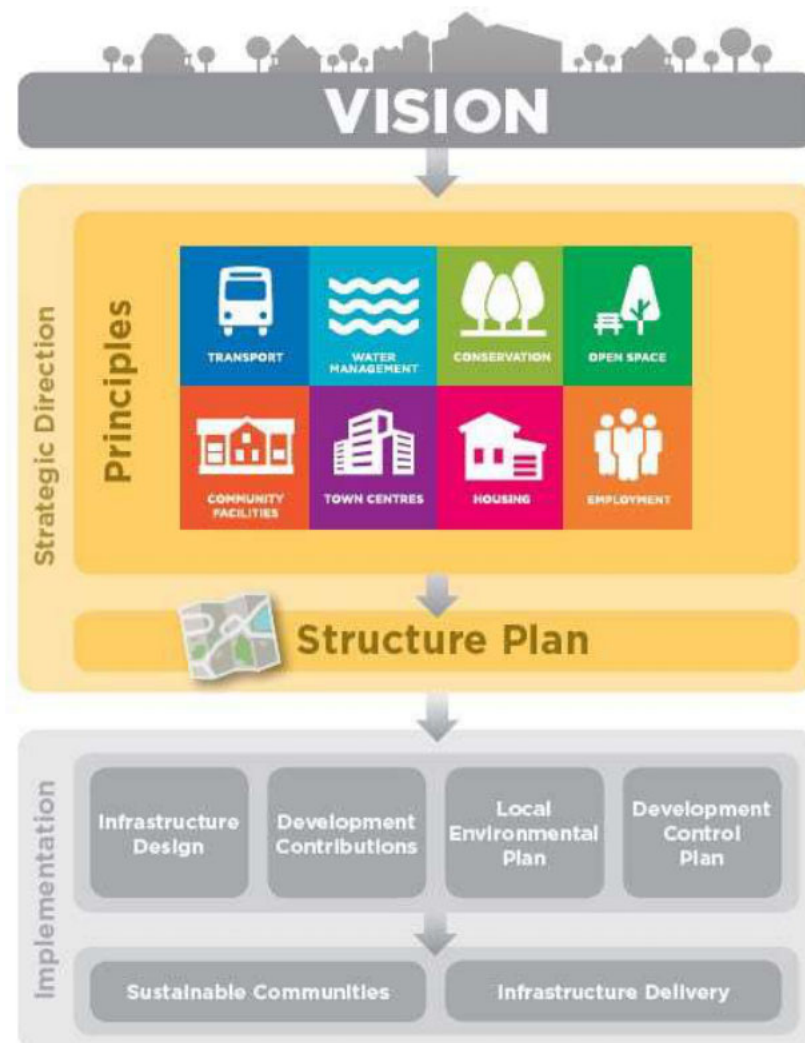 VISION
Strategic Direction
Principles
TRANSPORT
WATER
MANAGEMENT
CONSERVATION
OPEN SPACE
COMMUNITY
FACILITIES
TOWN CENTRES
HOUSING
EMPLOYMENT
Structure Plan
Implementation
Infrastructure
Design
Development
Contributions
Local
Environmental
Plan
Development
Control
Plan
Sustainable Communities
Infrastructure Delivery